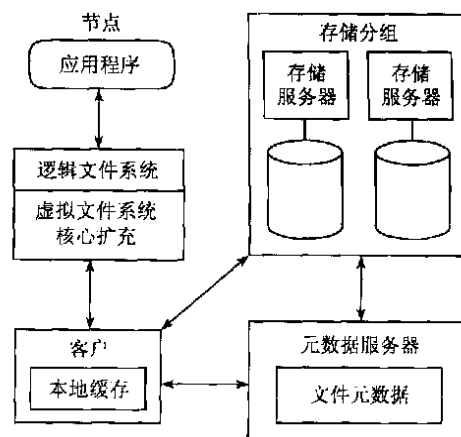 节点
应用程序
逻辑文件系统
虚拟文件系统
核心扩充
客户
本地缓存
存储分组
存储
服务器
存储
服务器
元数据服务器
文件元数据